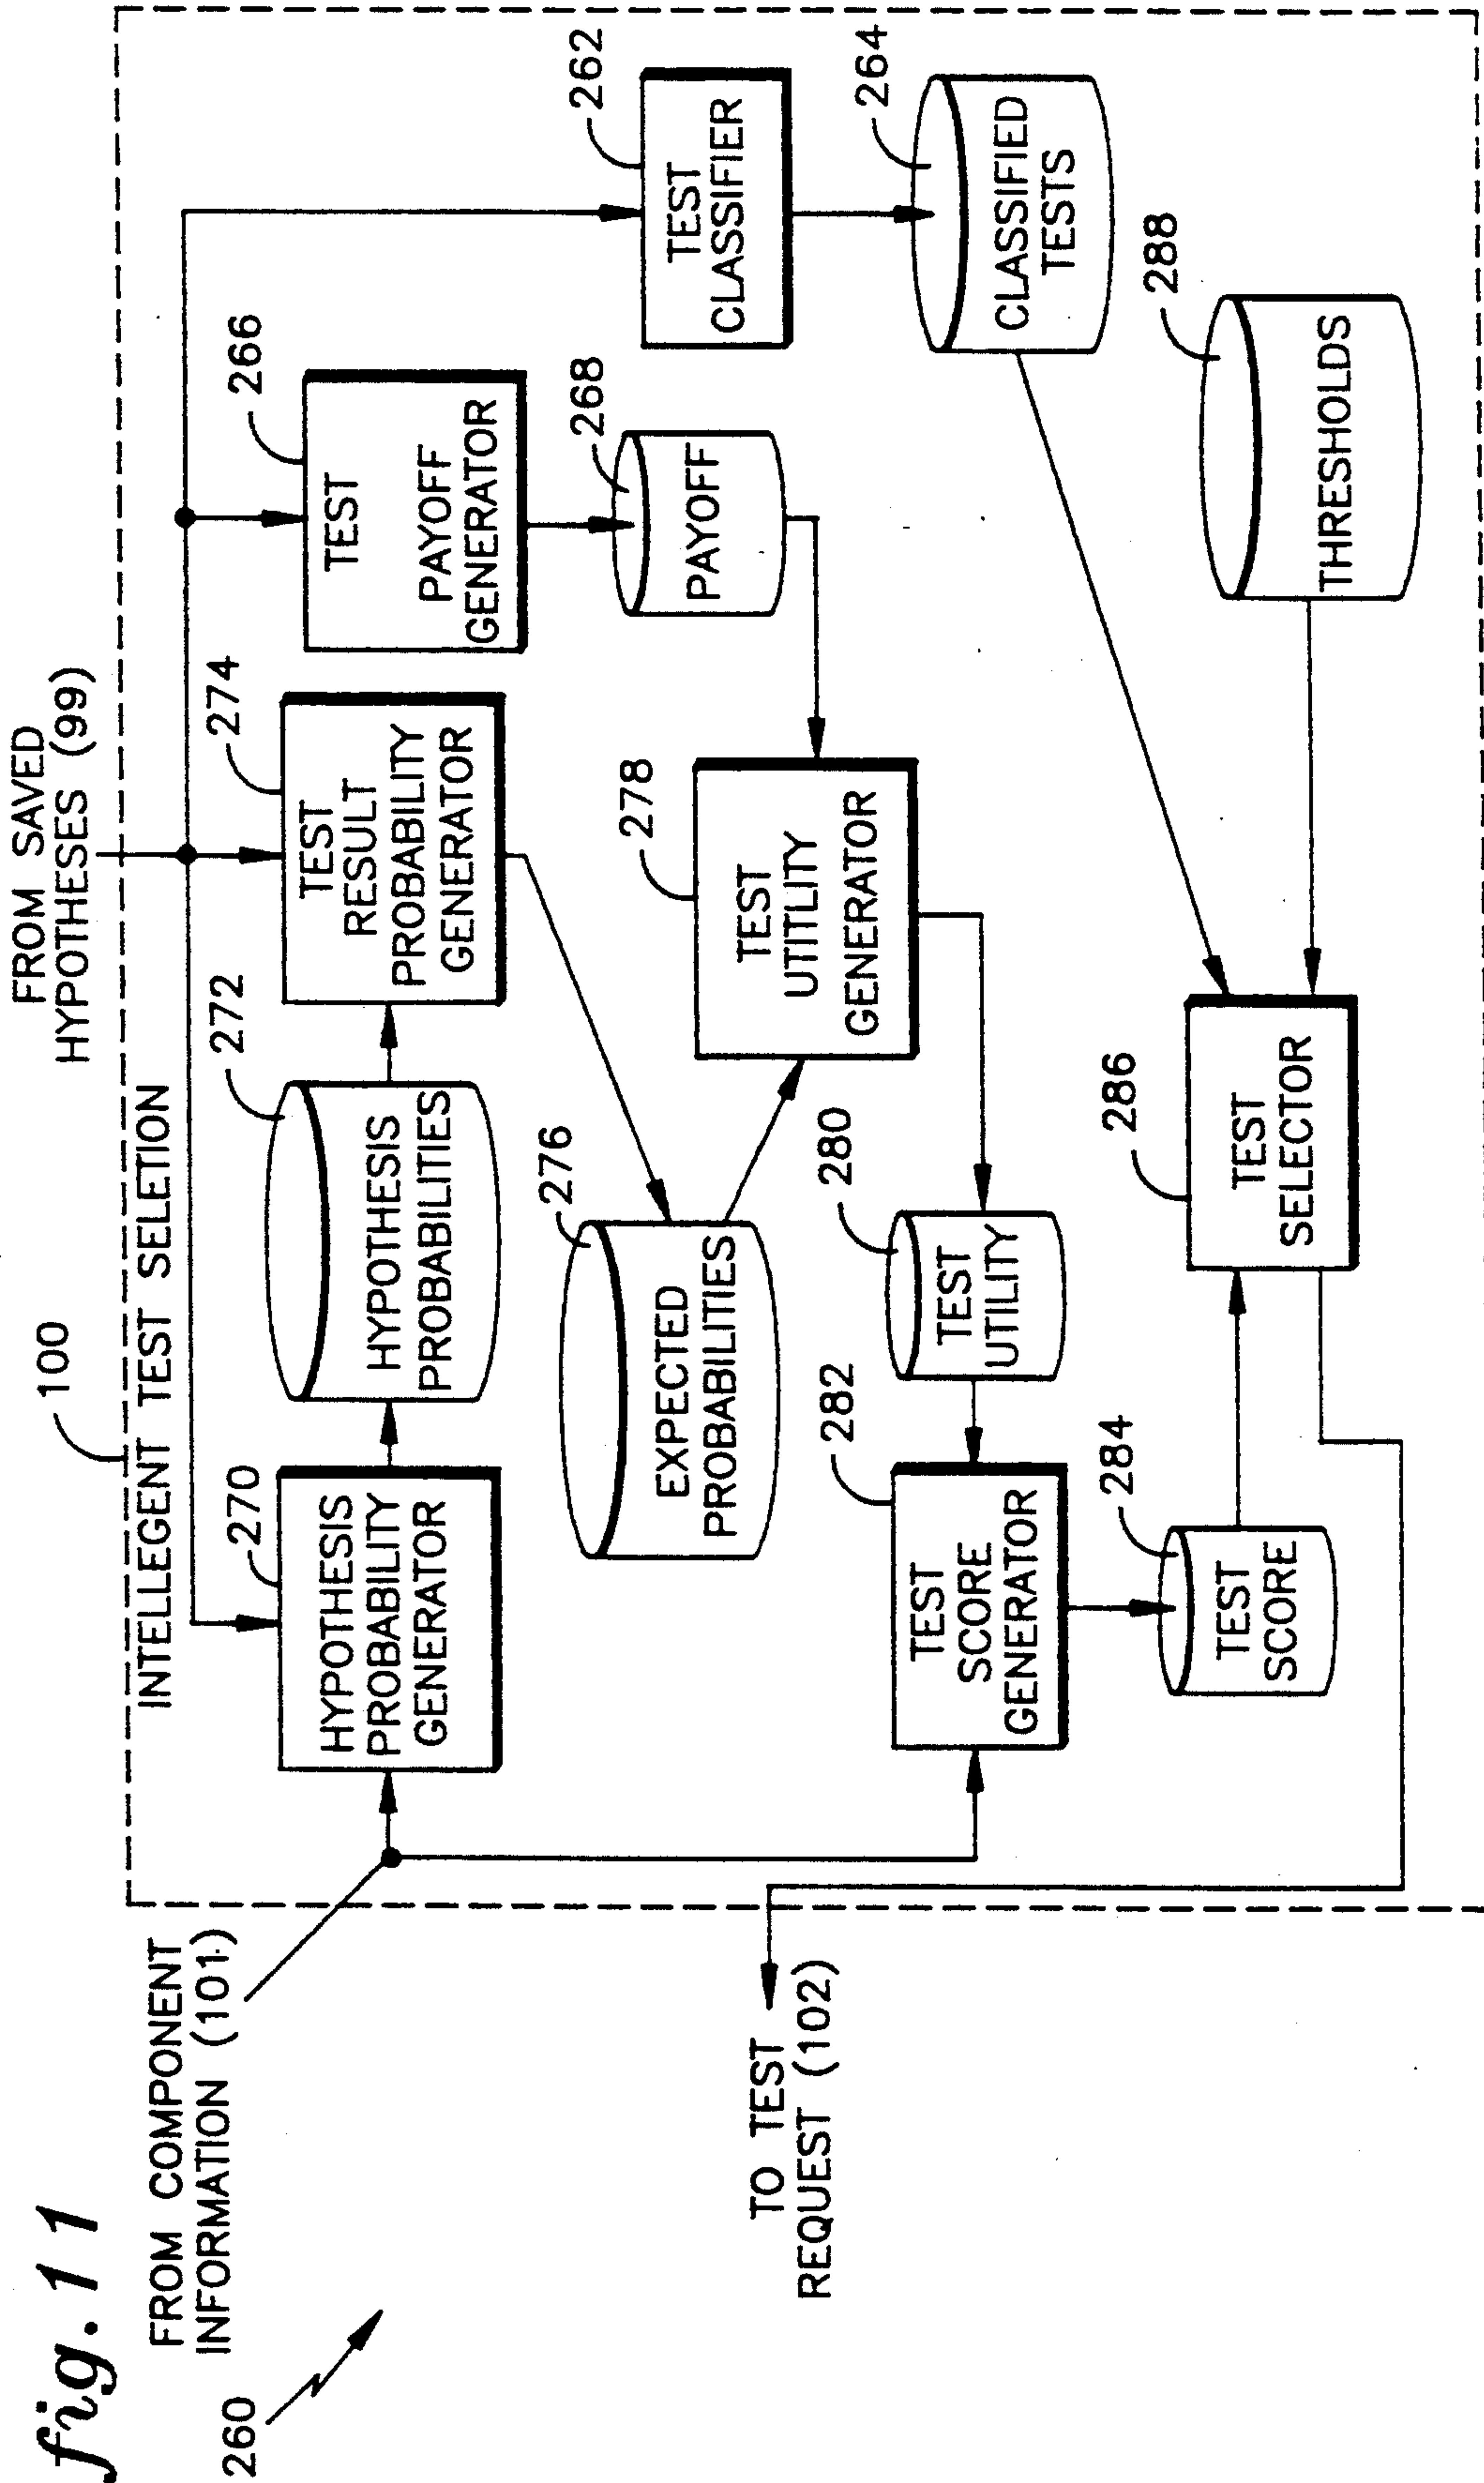 fig.11
260
FROM COMPONENT
INFORMATION (101)
TO TEST
REQUEST (102)
FROM SAVED
HYPOTHESES (99)
100
INTELLEGENT TEST SELETION
270
HYPOTHESIS
PROBABILITY
GENERATOR
272
HYPOTHESIS
PROBABILITIES
274
TEST
RESULT
PROBABILITY
GENERATOR
266
TEST
PAYOFF
GENERATOR
262
TEST
CLASSIFIER
276
EXPECTED
PROBABILITIES
268
PAYOFF
264
CLASSIFIED
TESTS
278
TEST
UTITLITY
GENERATOR
282
TEST
SCORE
GENERATOR
280
TEST
UTILITY
284
TEST
SCORE
286
TEST
SELECTOR
288
THRESHOLDS